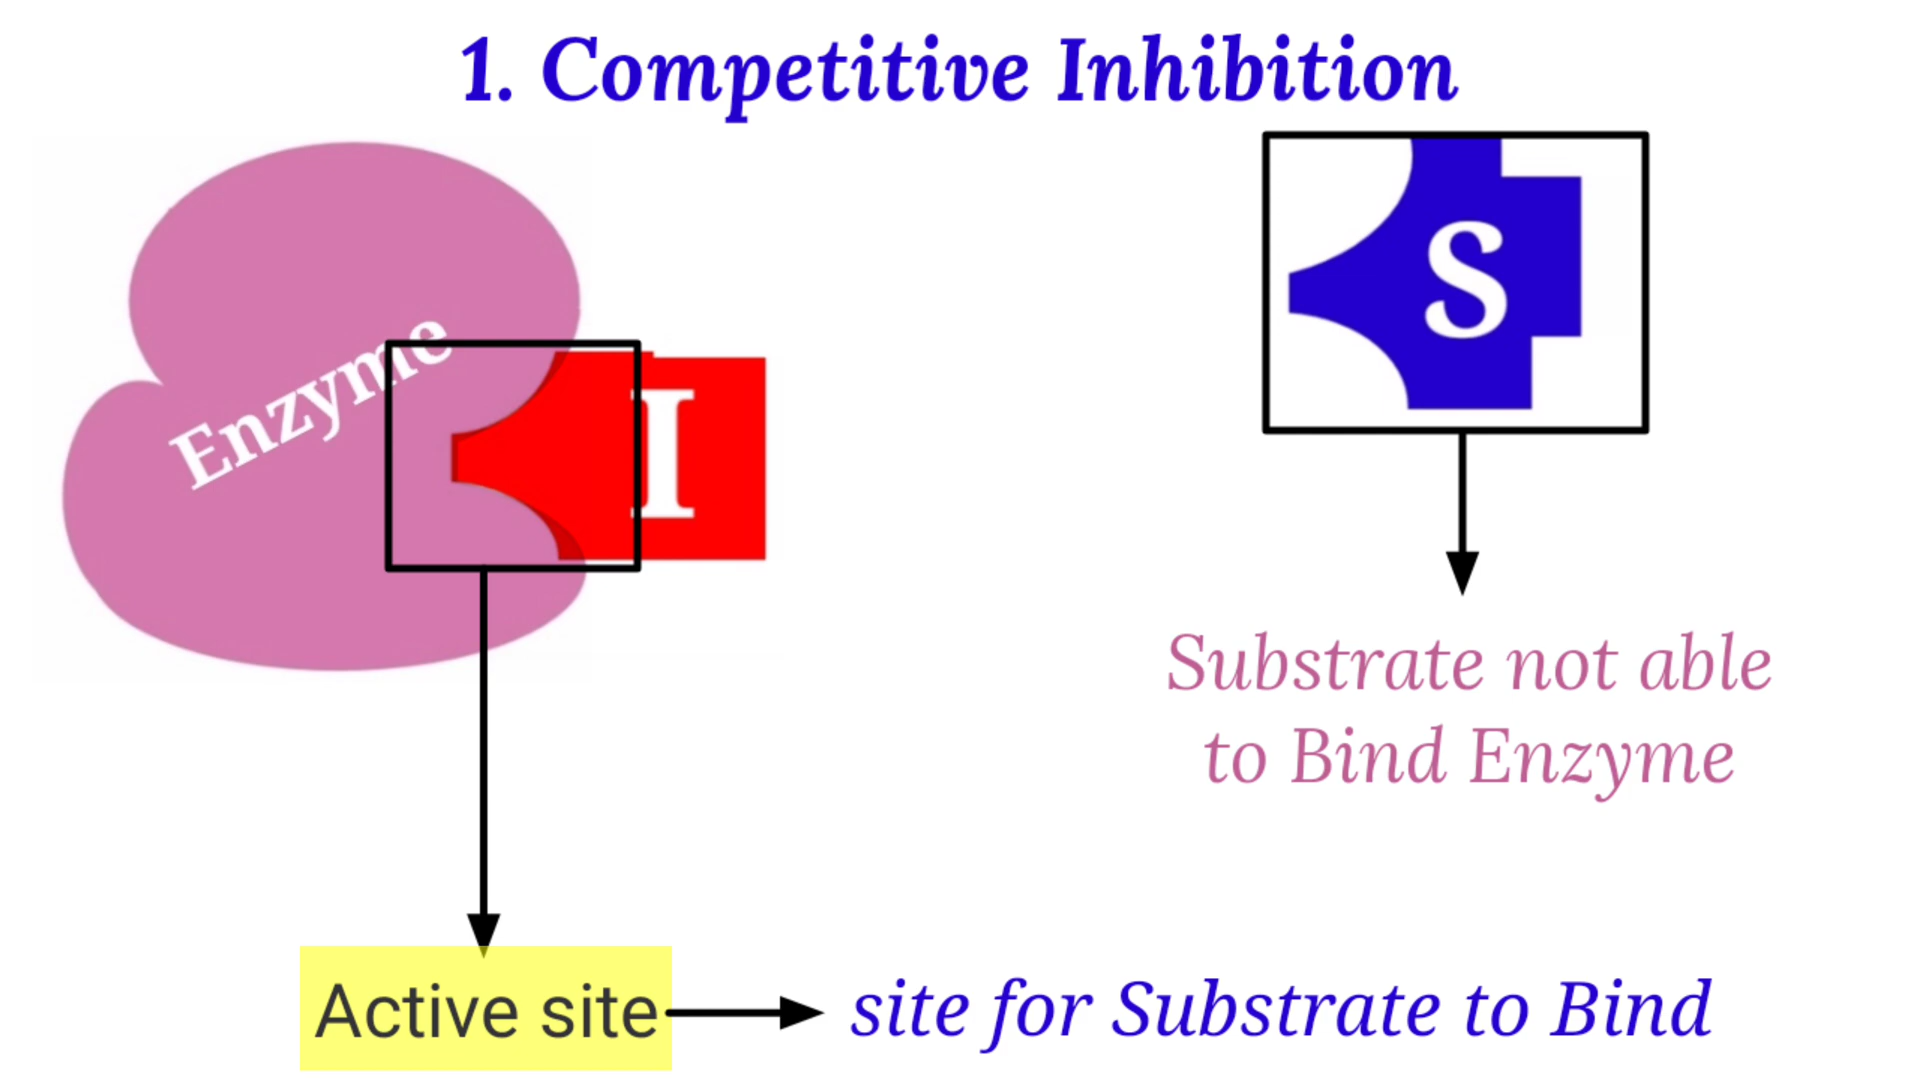 1. Competitive Inhibition
Enzyme
I
S
Substrate not able
to Bind Enzyme
Active site
site for Substrate to Bind